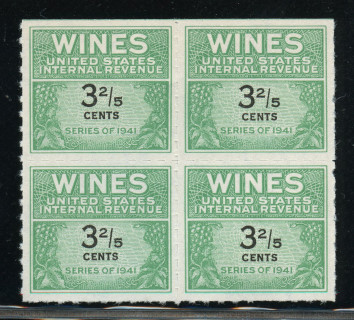 WINES WINES
UNITED STATES UNITED STATES
INTERNAL REVENUE INTERNAL REVENUE
3 2/5 3 2/5
CENTS CENTS
SERIES OF 1941 SERIES OF 1941
WINES WINES
UNITED STATES UNITED STATES
INTERNAL REVENUE INTERNAL REVENUE
3 2/5 3 2/5
CENTS CENTS
SERIES OF 1941 SERIES OF 1941